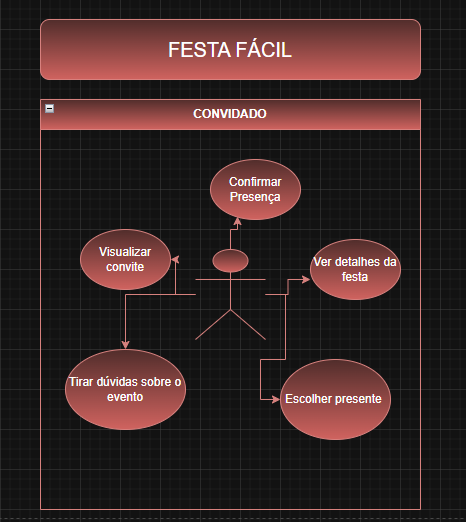 FESTA FÁCIL
CONVIDADO
Confirmar
Presença
Visualizar
convite
Ver detalhes da
festa
Tirar dúvidas sobre o
evento
Escolher presente